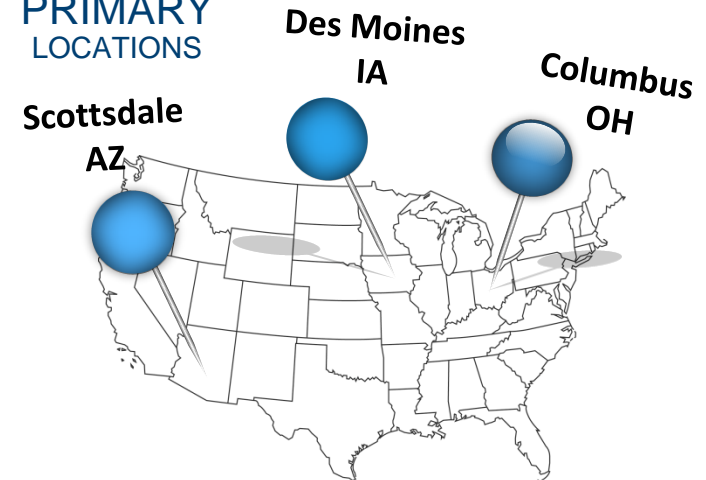 PRIMARY
LOCATIONS
Des Moines
IA
Columbus
OH
Scottsdale
AZ